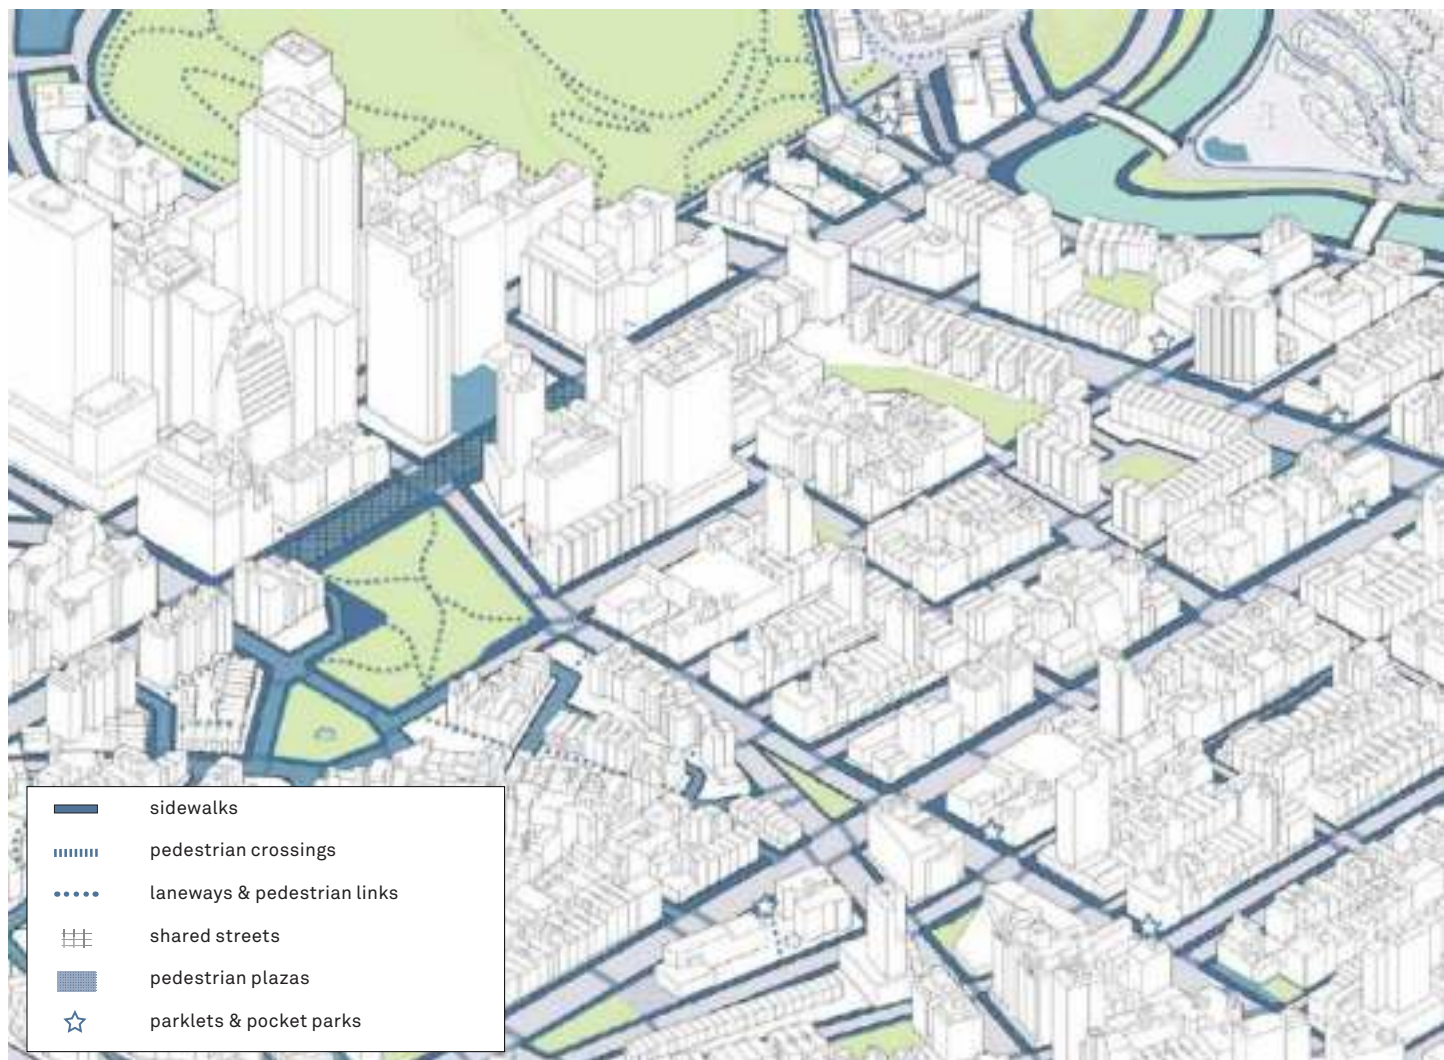 sidewalks
pedestrian crossings
laneways & pedestrian links
shared streets
pedestrian plazas
parklets & pocket parks